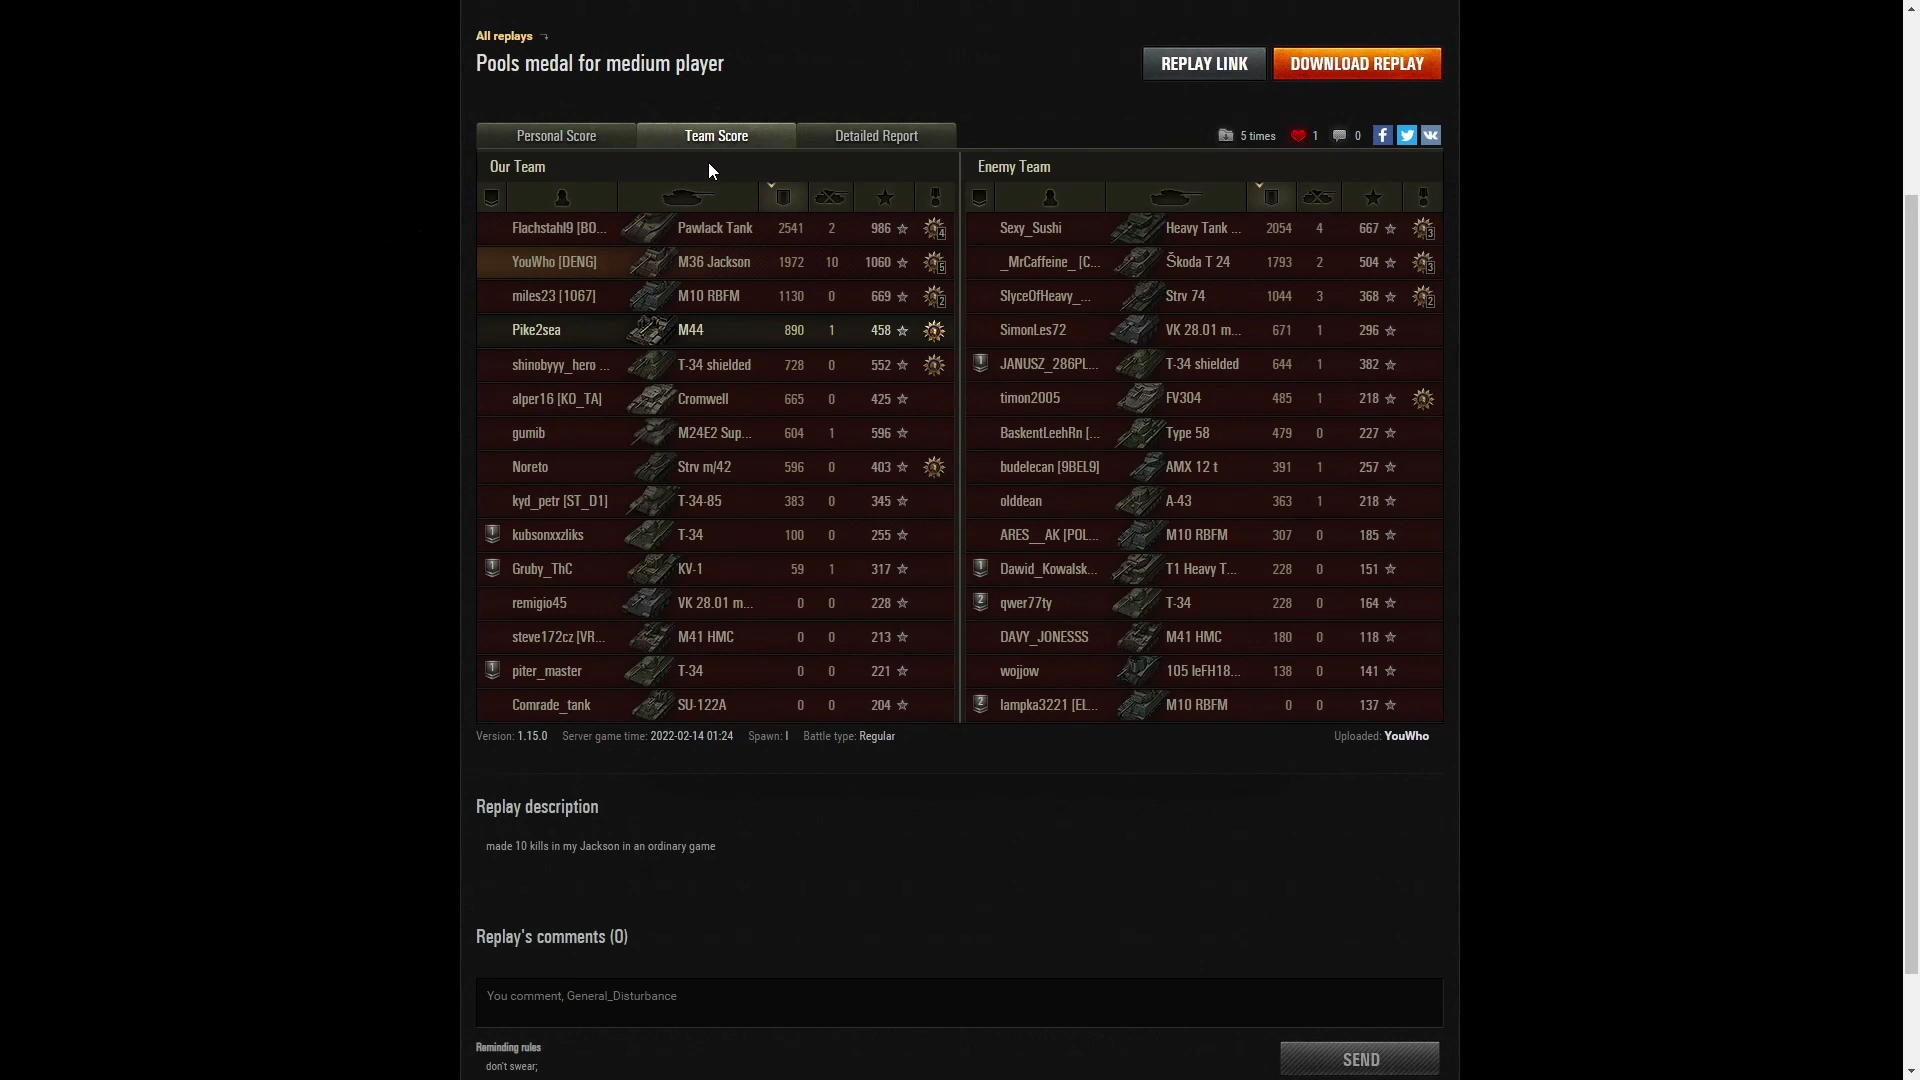 All replays
Pools medal for medium player
REPLAY LINK
DOWNLOAD REPLAY
Personal Score
Team Score
Detailed Report
5 times
1
0
Our Team
Enemy Team
Flachstahl9 [BO... Pawlack Tank 2541 2 986 4
Sexy_Sushi Heavy Tank ... 2054 4 667 3
YouWho [DENG] M36 Jackson 1972 10 1060 5
_MrCaffeine_ [C... Škoda T 24 1793 2 504 3
miles23 [1067] M10 RBFM 1130 0 669 2
SlyceOfHeavy_... Strv 74 1044 3 368 2
Pike2sea M44 890 1 458
SimonLes72 VK 28.01 m... 671 1 296
shinobyyy_hero ... T-34 shielded 728 0 552
1 JANUSZ_286PL... T-34 shielded 644 1 382
alper16 [KO_TA] Cromwell 665 0 425
timon2005 FV304 485 1 218
gumib M24E2 Sup... 604 1 596
BaskentLeehRn [... Type 58 479 0 227
Noreto Strv m/42 596 0 403
budelecan [9BEL9] AMX 12 t 391 1 257
kyd_petr [ST_D1] T-34-85 383 0 345
olddean A-43 363 1 218
1 kubsonxxzliks T-34 100 0 255
ARES__AK [POL... M10 RBFM 307 0 185
1 Gruby_ThC KV-1 59 1 317
1 Dawid_Kowalsk... T1 Heavy T... 228 0 151
remigio45 VK 28.01 m... 0 0 228
2 qwer77ty T-34 228 0 164
steve172cz [VR... M41 HMC 0 0 213
DAVY_JONESSS M41 HMC 180 0 118
1 piter_master T-34 0 0 221
wojjow 105 leFH18... 138 0 141
Comrade_tank SU-122A 0 0 204
2 lampka3221 [EL... M10 RBFM 0 0 137
Version: 1.15.0 Server game time: 2022-02-14 01:24 Spawn: I Battle type: Regular
Uploaded: YouWho
Replay description
made 10 kills in my Jackson in an ordinary game
Replay's comments (0)
You comment, General_Disturbance
Reminding rules
don't swear;
SEND